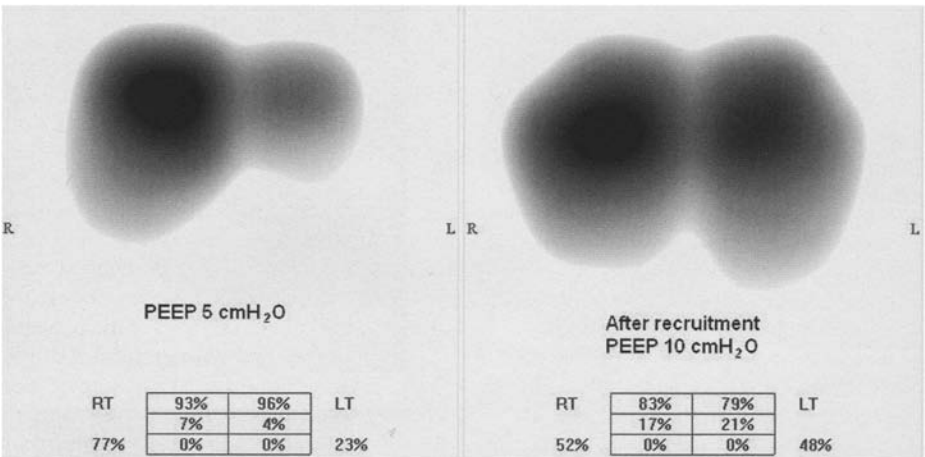 R L
PEEP 5 cmH₂O
RT 93% 96% LT
7% 4%
77% 0% 0% 23%
R L
After recruitment
PEEP 10 cmH₂O
RT 83% 79% LT
17% 21%
52% 0% 0% 48%